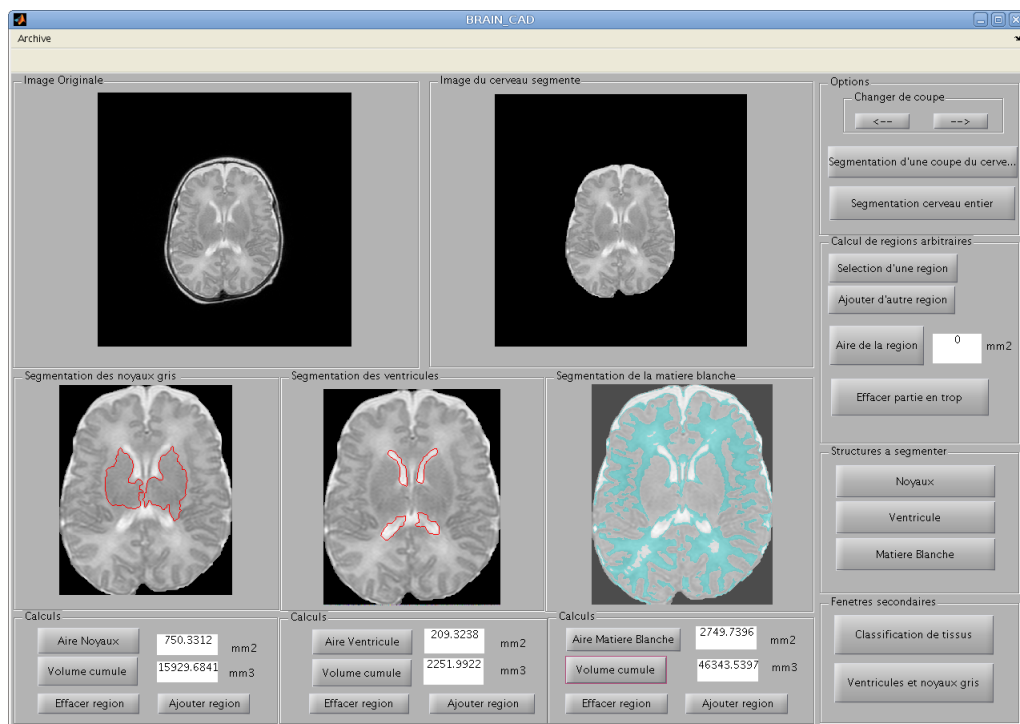 BRAIN_CAD
Archive
Image Originale
Image du cerveau segmente
Options
Changer de coupe
<--
-->
Segmentation d'une coupe du cerve...
Segmentation cerveau entier
Calcul de regions arbitraires
Selection d'une region
Ajouter d'autre region
Aire de la region
0
mm2
Effacer partie en trop
Segmentation des noyaux gris
Segmentation des ventricules
Segmentation de la matiere blanche
Structures a segmenter
Noyaux
Ventricule
Matiere Blanche
Calculs
Aire Noyaux
750.3312
mm2
Volume cumule
15929.6841
mm3
Effacer region
Ajouter region
Calculs
Aire Ventricule
209.3238
mm2
Volume cumule
2251.9922
mm3
Effacer region
Ajouter region
Calculs
Aire Matiere Blanche
2749.7396
mm2
Volume cumule
46343.5397
mm3
Effacer region
Ajouter region
Fenetres secondaires
Classification de tissus
Ventricules et noyaux gris